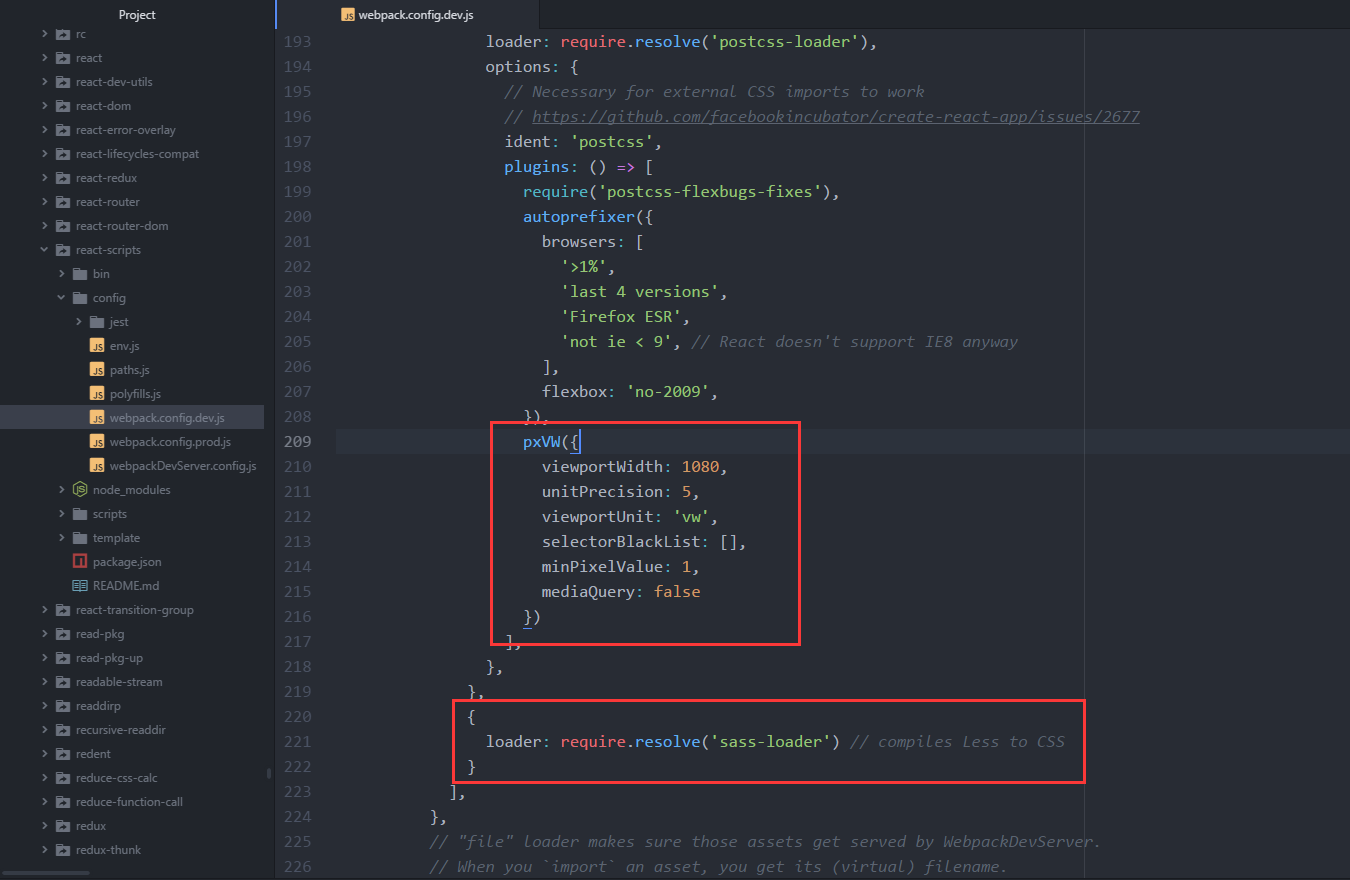 Project
rc
react
react-dev-utils
react-dom
react-error-overlay
react-lifecycles-compat
react-redux
react-router
react-router-dom
react-scripts
bin
config
jest
env.js
paths.js
polyfills.js
webpack.config.dev.js
webpack.config.prod.js
webpackDevServer.config.js
node_modules
scripts
template
package.json
README.md
react-transition-group
read-pkg
read-pkg-up
readable-stream
readdirp
recursive-readdir
redent
reduce-css-calc
reduce-function-call
redux
redux-thunk
webpack.config.dev.js
193 loader: require.resolve('postcss-loader'),
194 options: {
195 // Necessary for external CSS imports to work
196 // https://github.com/facebookincubator/create-react-app/issues/2677
197 ident: 'postcss',
198 plugins: () => [
199 require('postcss-flexbugs-fixes'),
200 autoprefixer({
201 browsers: [
202 '>1%',
203 'last 4 versions',
204 'Firefox ESR',
205 'not ie < 9', // React doesn't support IE8 anyway
206 ],
207 flexbox: 'no-2009',
208 }),
209 pxVW({
210 viewportWidth: 1080,
211 unitPrecision: 5,
212 viewportUnit: 'vw',
213 selectorBlackList: [],
214 minPixelValue: 1,
215 mediaQuery: false
216 })
217 ],
218 },
219 },
220 {
221 loader: require.resolve('sass-loader') // compiles Less to CSS
222 }
223 ],
224 },
225 // "file" loader makes sure those assets get served by WebpackDevServer.
226 // When you `import` an asset, you get its (virtual) filename.